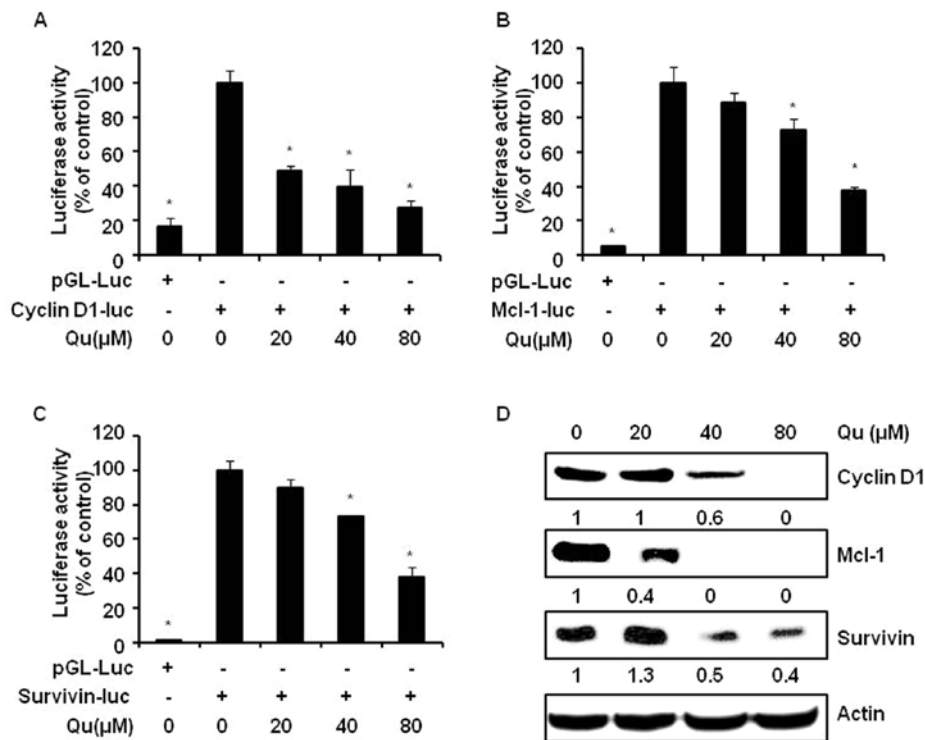 A
Luciferase activity
(% of control)
120
100
80
60
40
20
0
* * * *
pGL-Luc + - - - -
Cyclin D1-luc - + + + +
Qu(µM) 0 0 20 40 80
B
Luciferase activity
(% of control)
120
100
80
60
40
20
0
* * *
pGL-Luc + - - - -
Mcl-1-luc - + + + +
Qu(µM) 0 0 20 40 80
C
Luciferase activity
(% of control)
120
100
80
60
40
20
0
* * *
pGL-Luc + - - - -
Survivin-luc - + + + +
Qu(µM) 0 0 20 40 80
D
0 20 40 80 Qu (µM)
Cyclin D1
1 1 0.6 0
Mcl-1
1 0.4 0 0
Survivin
1 1.3 0.5 0.4
Actin